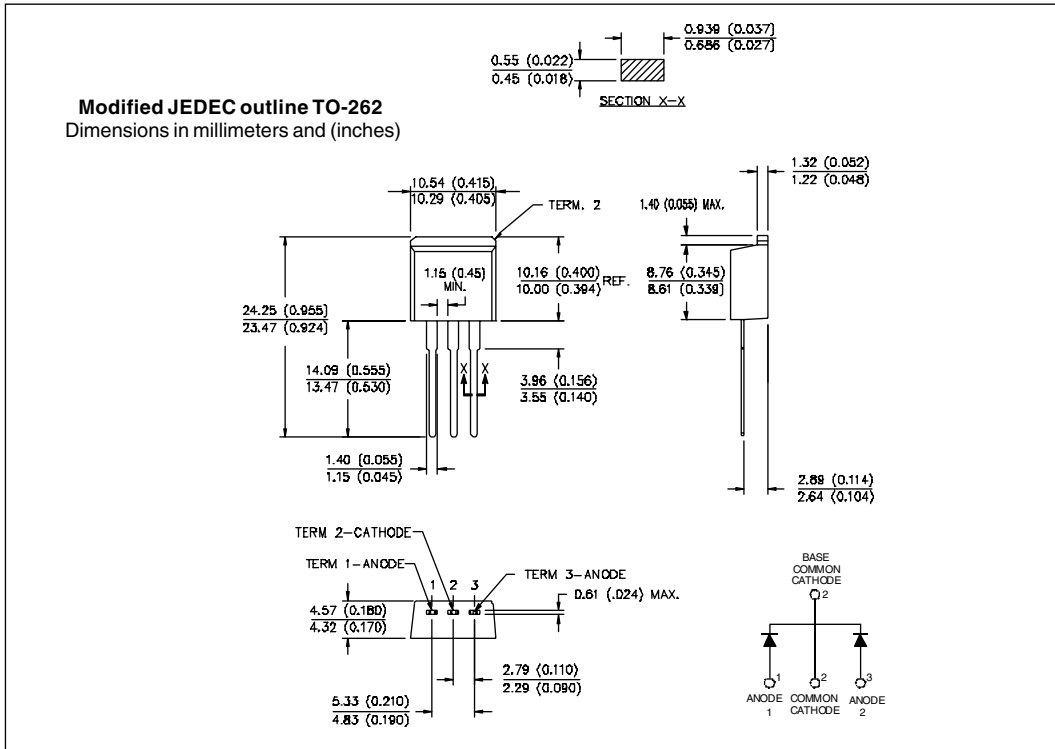 0.939 (0.037)
0.686 (0.027)
0.55 (0.022)
0.45 (0.018)
SECTION X-X
Modified JEDEC outline TO-262
Dimensions in millimeters and (inches)
1.32 (0.052)
1.22 (0.048)
10.54 (0.415)
10.29 (0.405)
TERM. 2
1.40 (0.055) MAX.
1.15 (0.45)
MIN.
10.16 (0.400)
10.00 (0.394)
REF.
8.76 (0.345)
8.61 (0.339)
24.25 (0.955)
23.47 (0.924)
14.09 (0.555)
13.47 (0.530)
X X
3.96 (0.156)
3.55 (0.140)
1.40 (0.055)
1.15 (0.045)
2.89 (0.114)
2.64 (0.104)
TERM 2-CATHODE
TERM 1-ANODE
TERM 3-ANODE
1 2 3
0.61 (.024) MAX.
4.57 (0.180)
4.32 (0.170)
2.79 (0.110)
2.29 (0.090)
5.33 (0.210)
4.83 (0.190)
BASE
COMMON
CATHODE
2
1 2 3
ANODE COMMON ANODE
1 CATHODE 2